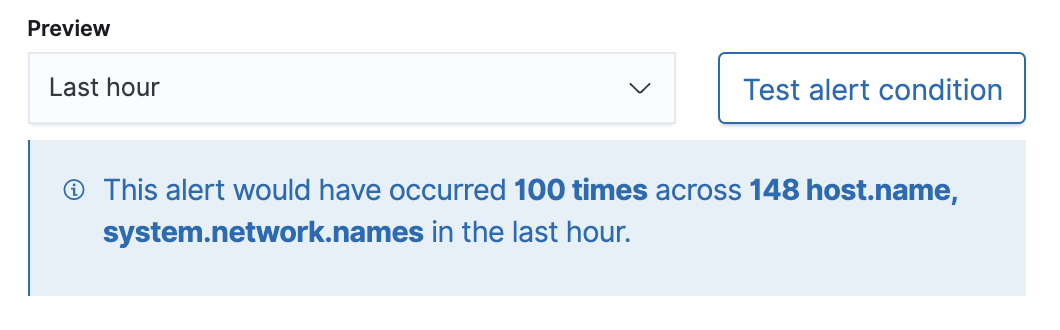 Preview
Last hour
Test alert condition
This alert would have occurred 100 times across 148 host.name,
system.network.names in the last hour.